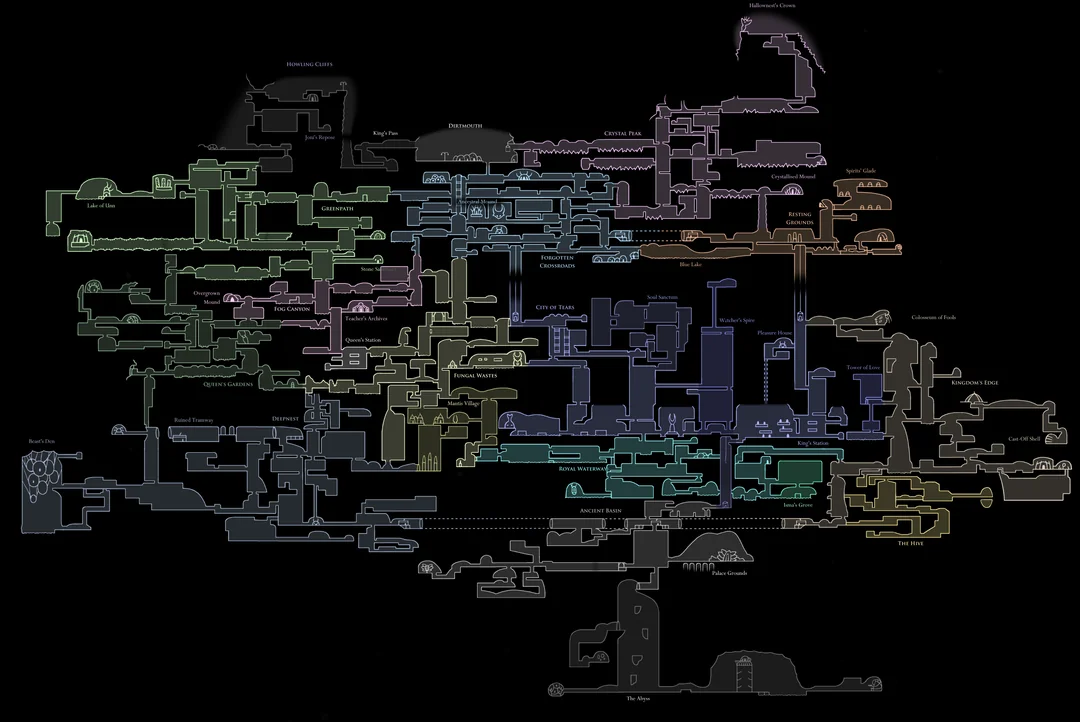 Hallownest's Crown
HOWLING CLIFFS
DIRTMOUTH
King's Pass
CRYSTAL PEAK
Joni's Repose
Spirits' Glade
Crystallised Mound
Lake of Unn
GREENPATH
Ancestral Mound
RESTING
GROUNDS
FORGOTTEN
CROSSROADS
Blue Lake
Stone Sa
Overgrown
Mound
FOG CANYON
Teacher's Archives
CITY OF TEARS
Soul Sanctum
Watcher's Spire
Colosseum of Fools
Pleasure House
Queen's Station
FUNGAL WASTES
Tower of Love
QUEEN'S GARDENS
KINGDOM'S EDGE
Mantis Village
DEEPNEST
Beast's Den
King's Station
Cast-Off Shell
ROYAL WATERWAY
Isma's Grove
ANCIENT BASIN
THE HIVE
Palace Grounds
The Abyss